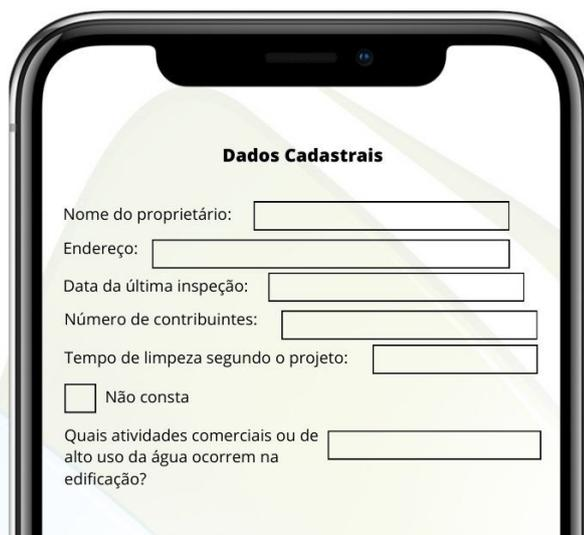 Dados Cadastrais
Nome do proprietário:
Endereço:
Data da última inspeção:
Número de contribuintes:
Tempo de limpeza segundo o projeto:
Não consta
Quais atividades comerciais ou de
alto uso da água ocorrem na
edificação?